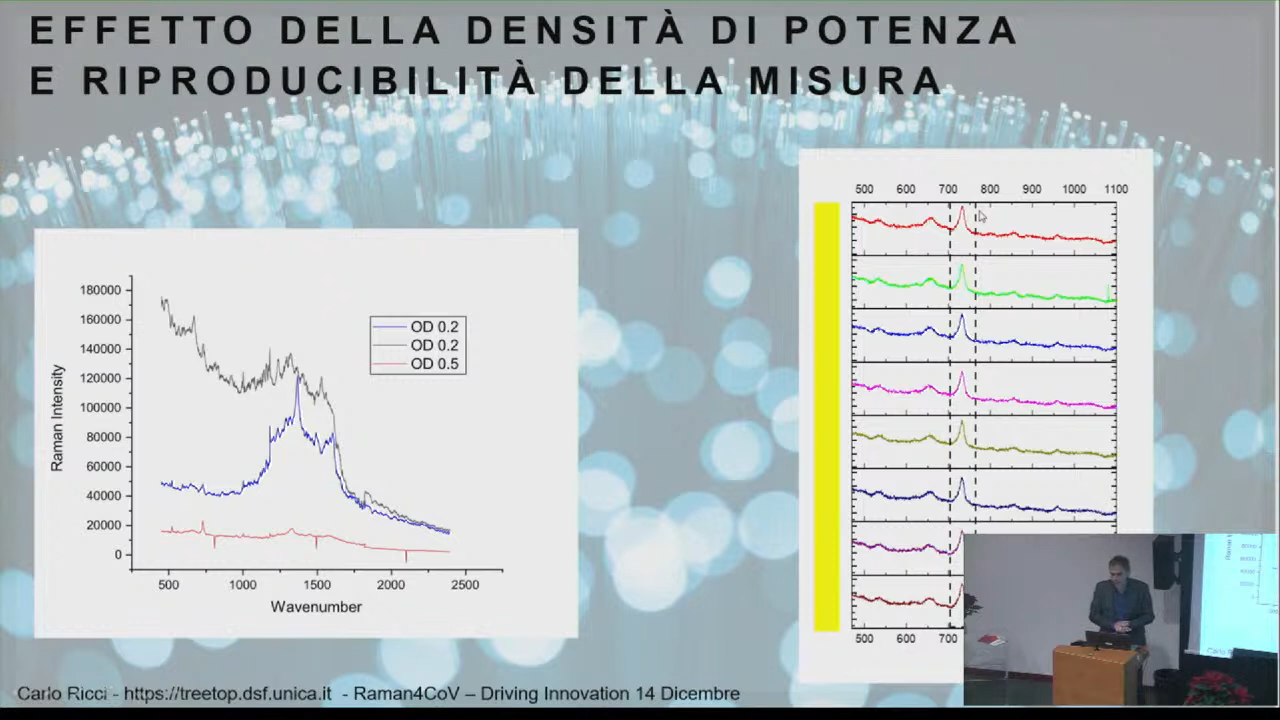 EFFETTO DELLA DENSITÀ DI POTENZA
E RIPRODUCIBILITÀ DELLA MISURA
500 600 700 800 900 1000 1100
180000
160000
140000
120000
100000
80000
60000
40000
20000
0
Raman Intensity
OD 0.2
OD 0.2
OD 0.5
500 1000 1500 2000 2500
Wavenumber
500 600 700
Carlo Ricci - https://treetop.dsf.unica.it - Raman4CoV – Driving Innovation 14 Dicembre